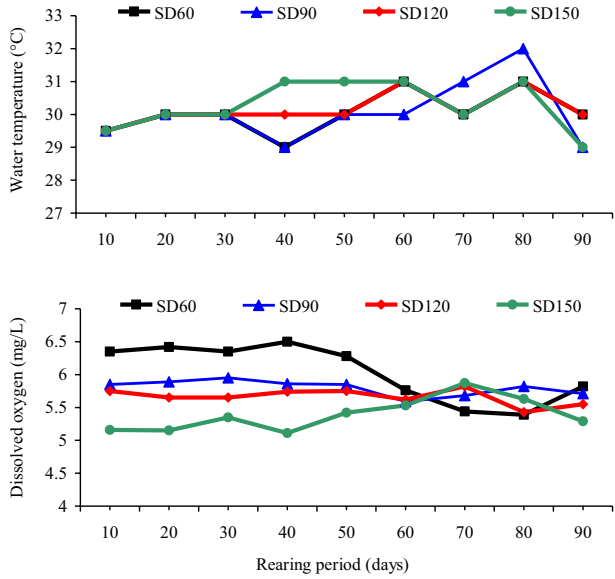 SD60 SD90 SD120 SD150
33
32
31
30
29
28
27
Water temperature (°C)
10 20 30 40 50 60 70 80 90
SD60 SD90 SD120 SD150
7
6.5
6
5.5
5
4.5
4
Dissolved oxygen (mg/L)
10 20 30 40 50 60 70 80 90
Rearing period (days)